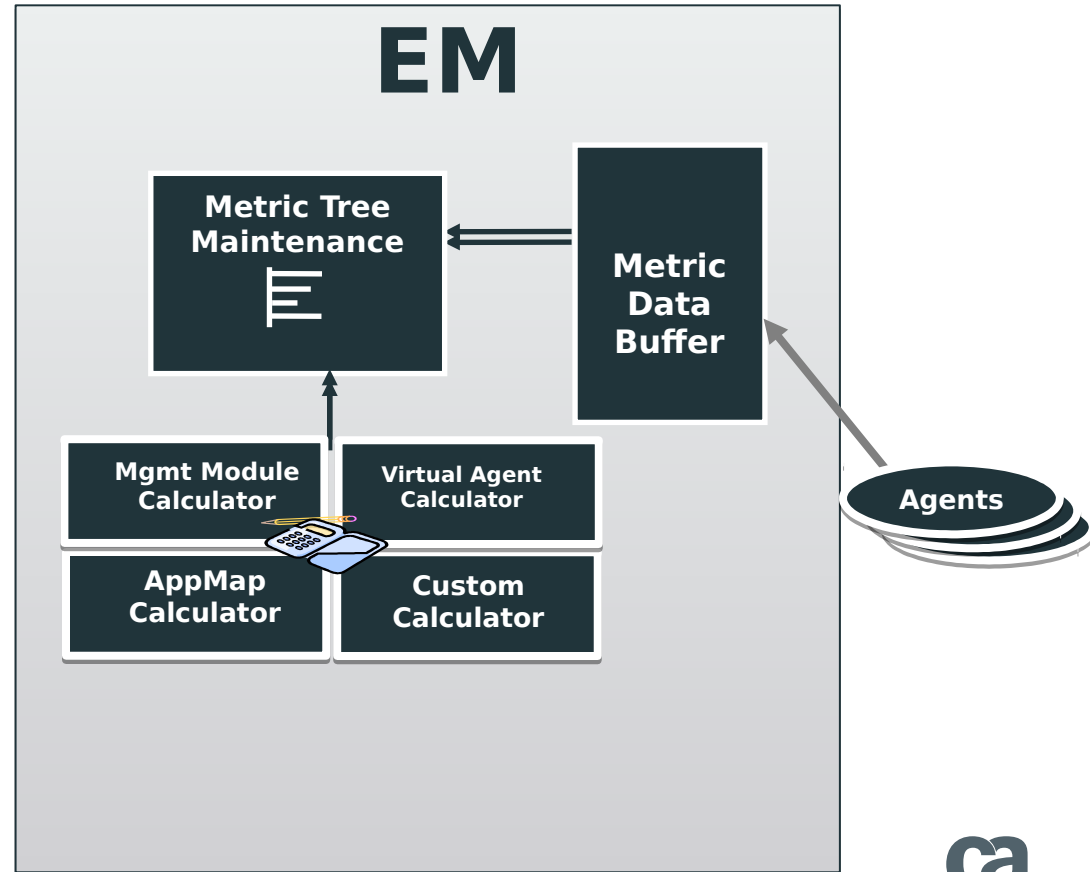 EM
Metric Tree
Maintenance
Metric
Data
Buffer
Agents
Mgmt Module
Calculator
Virtual Agent
Calculator
AppMap
Calculator
Custom
Calculator
ca